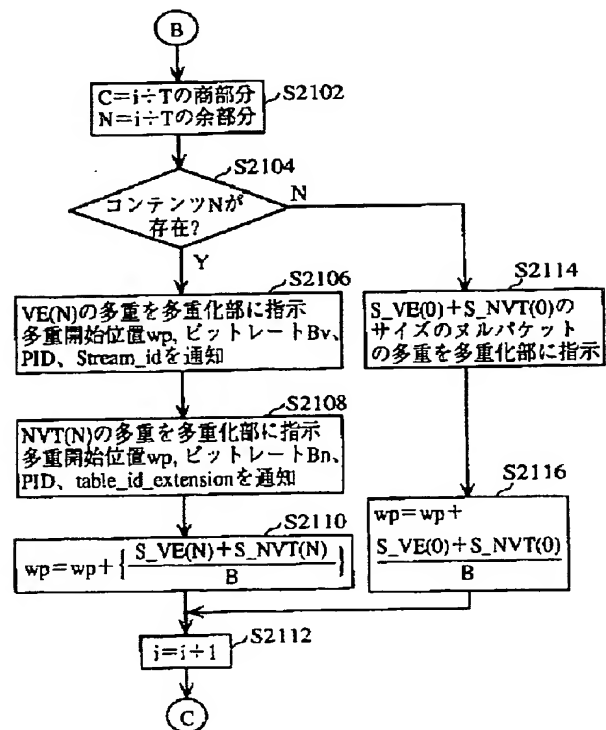 B
C=i÷Tの商部分
N=i÷Tの余部分
S2102
S2104
コンテンツNが
存在?
N
Y
S2106
VE(N)の多重を多重化部に指示
多重開始位置wp, ビットレートBv、
PID、Stream_idを通知
S2114
S_VE(0)+S_NVT(0)の
サイズのヌルパケット
の多重を多重化部に指示
S2108
NVT(N)の多重を多重化部に指示
多重開始位置wp, ビットレートBn、
PID、table_id_extensionを通知
S2110
wp=wp+{S_VE(N)+S_NVT(N)
B}
S2116
wp=wp+
S_VE(0)+S_NVT(0)
B
S2112
i=i+1
C